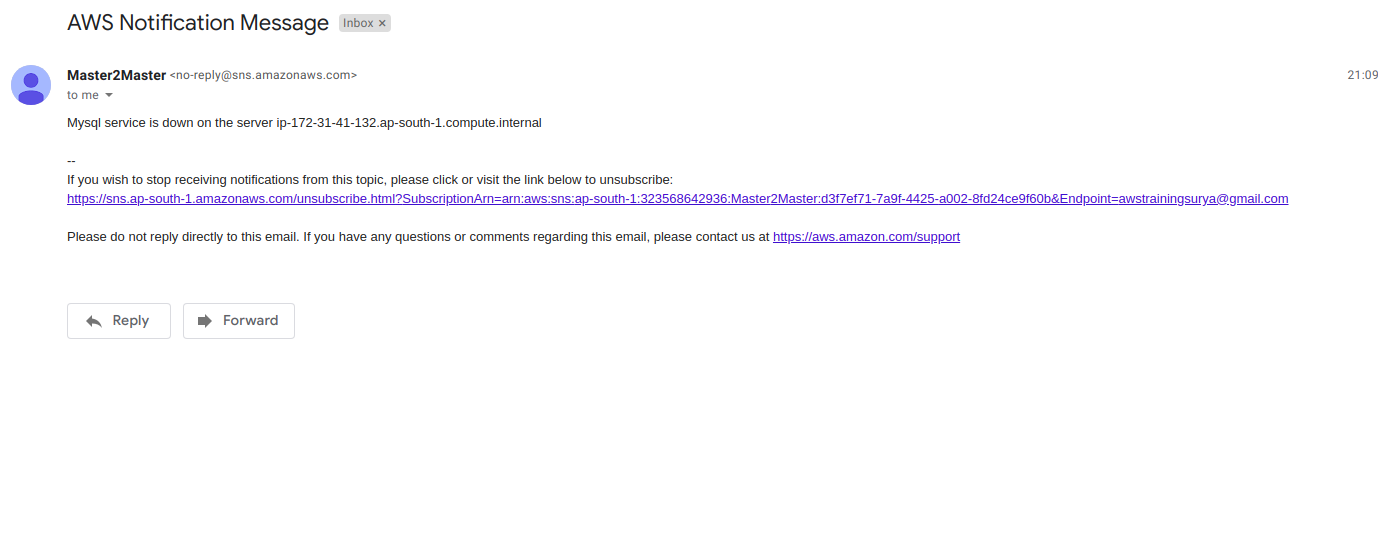 AWS Notification Message Inbox ×
Master2Master <no-reply@sns.amazonaws.com> 21:09
to me
Mysql service is down on the server ip-172-31-41-132.ap-south-1.compute.internal
--
If you wish to stop receiving notifications from this topic, please click or visit the link below to unsubscribe:
https://sns.ap-south-1.amazonaws.com/unsubscribe.html?SubscriptionArn=arn:aws:sns:ap-south-1:323568642936:Master2Master:d3f7ef71-7a9f-4425-a002-8fd24ce9f60b&Endpoint=awstrainingsurya@gmail.com
Please do not reply directly to this email. If you have any questions or comments regarding this email, please contact us at https://aws.amazon.com/support
Reply Forward